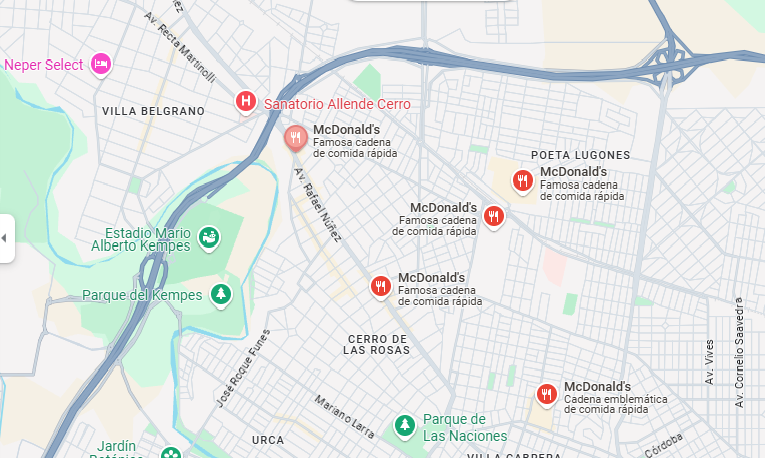 Av. Recta Martinolli
ñez
Neper Select
VILLA BELGRANO
H
Sanatorio Allende Cerro
McDonald's
Famosa cadena
de comida rápida
POETA LUGONES
McDonald's
Famosa cadena
de comida rápida
McDonald's
Famosa cadena
de comida rápida
Av. Rafael Núñez
Estadio Mario
Alberto Kempes
McDonald's
Famosa cadena
de comida rápida
Parque del Kempes
CERRO DE
LAS ROSAS
José Roque Funes
Av. Vives
Av. Cornelio Saavedra
McDonald's
Cadena emblemática
de comida rápida
Mariano Larra
Parque de
Las Naciones
URCA
Jardín
Botánico
Córdoba
VILLA CABRERA